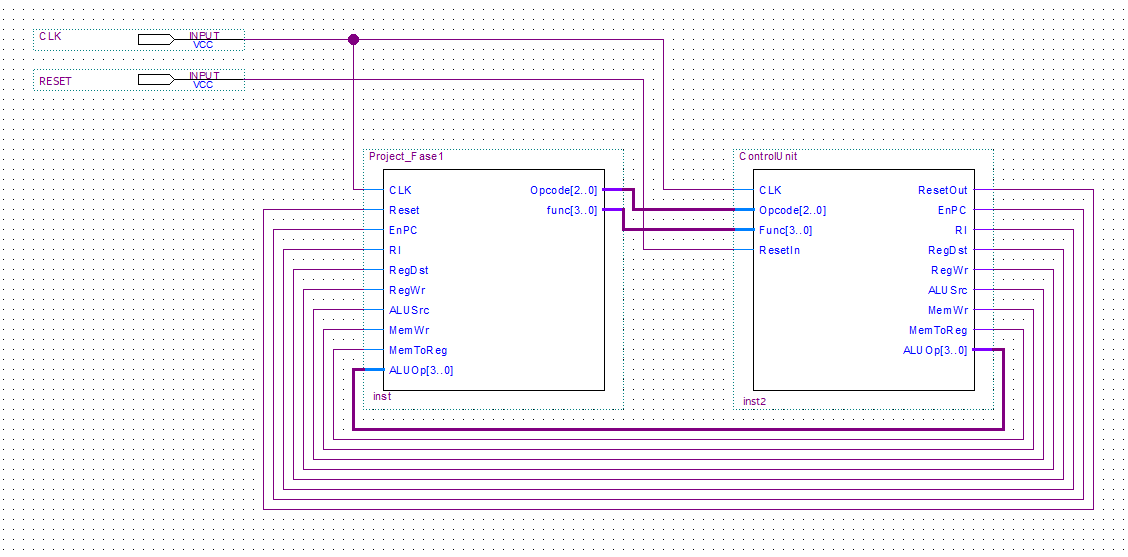 CLK INPUT
VCC
RESET INPUT
VCC
Project_Fase1
CLK Opcode[2..0]
Reset func[3..0]
EnPC
RI
RegDst
RegWr
ALUSrc
MemWr
MemToReg
ALUOp[3..0]
inst
ControlUnit
CLK ResetOut
Opcode[2..0] EnPC
Func[3..0] RI
ResetIn RegDst
RegWr
ALUSrc
MemWr
MemToReg
ALUOp[3..0]
inst2